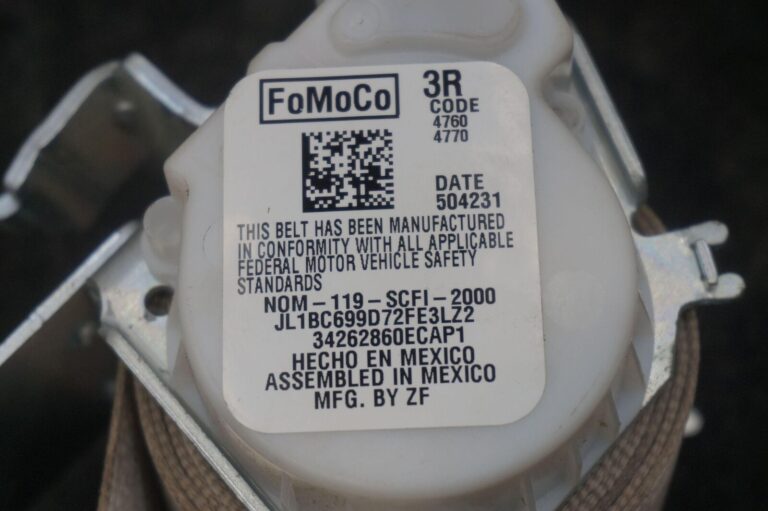 FoMoCo
3R
CODE
4760
4770
DATE
504231
THIS BELT HAS BEEN MANUFACTURED
IN CONFORMITY WITH ALL APPLICABLE
FEDERAL MOTOR VEHICLE SAFETY
STANDARDS
NOM-119-SCFI-2000
JL1BC699D72FE3LZ2
34262860ECAP1
HECHO EN MEXICO
ASSEMBLED IN MEXICO
MFG. BY ZF